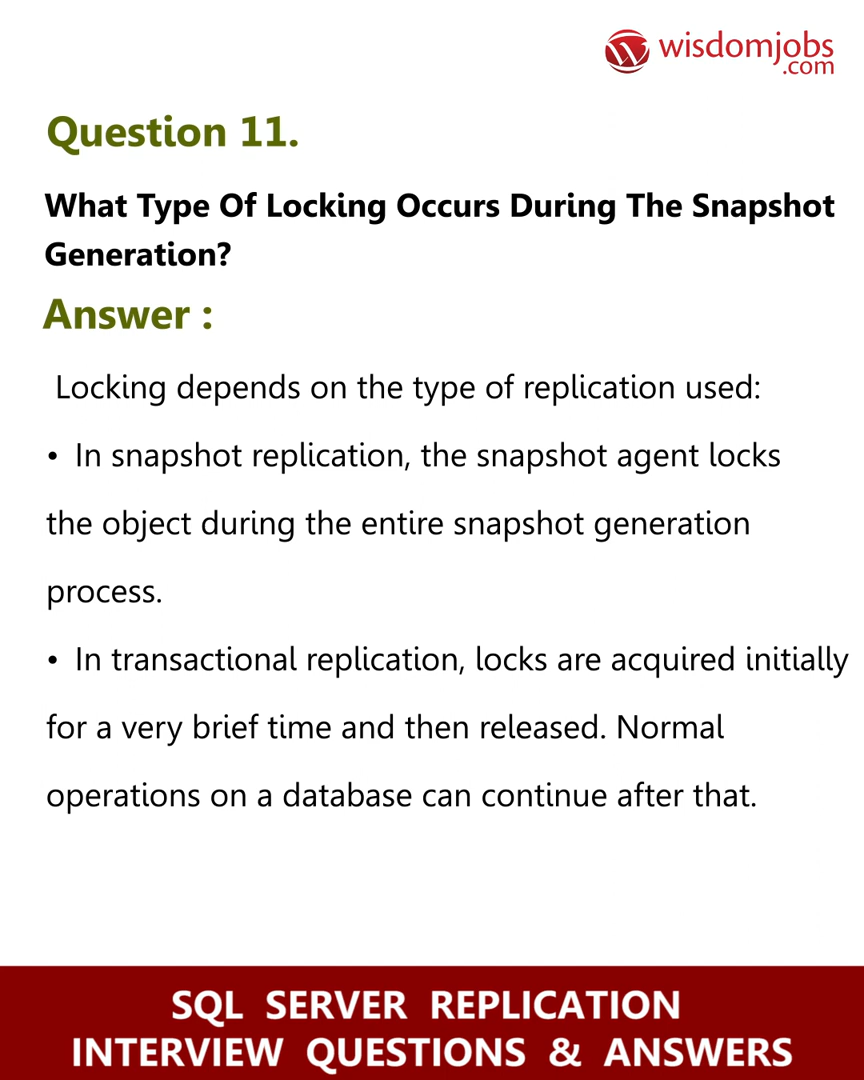 wisdomjobs
.com
Question 11.
What Type Of Locking Occurs During The Snapshot
Generation?
Answer :
Locking depends on the type of replication used:
• In snapshot replication, the snapshot agent locks
the object during the entire snapshot generation
process.
• In transactional replication, locks are acquired initially
for a very brief time and then released. Normal
operations on a database can continue after that.
SQL SERVER REPLICATION
INTERVIEW QUESTIONS & ANSWERS